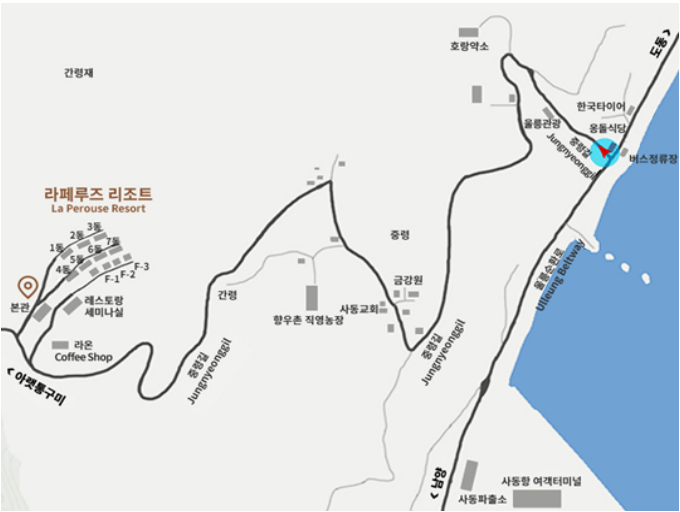 도동 >
호랑약소
간령재
한국타이어
울릉관광
옹돌식당
중령길
Jungnyeonggil
버스정류장
라페루즈 리조트
La Perouse Resort
3동
2동
7동
1동
6동
5동
4동
F-3
F-2
F-1
중령
울릉순환로
Ulleung Beltway
금강원
간령
본관
레스토랑
세미나실
향우촌 직영농장
사동교회
라온
Coffee Shop
중령길
Jungnyeonggil
중령길
Jungnyeonggil
< 아랫통구미
< 남양
사동파출소
사동항 여객터미널